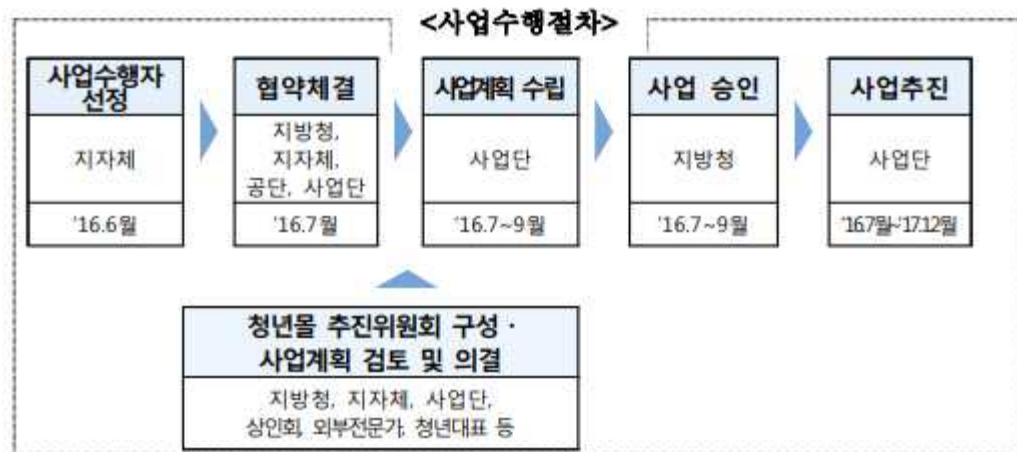 <사업수행절차>
사업수행자
선정
지자체
'16.6월
협약체결
지방청,
지자체,
공단, 사업단
'16.7월
사업계획 수립
사업단
'16.7~9월
사업 승인
지방청
'16.7~9월
사업추진
사업단
'16.7월~'17.12월
청년몰 추진위원회 구성 ·
사업계획 검토 및 의결
지방청, 지자체, 사업단,
상인회, 외부전문가, 청년대표 등